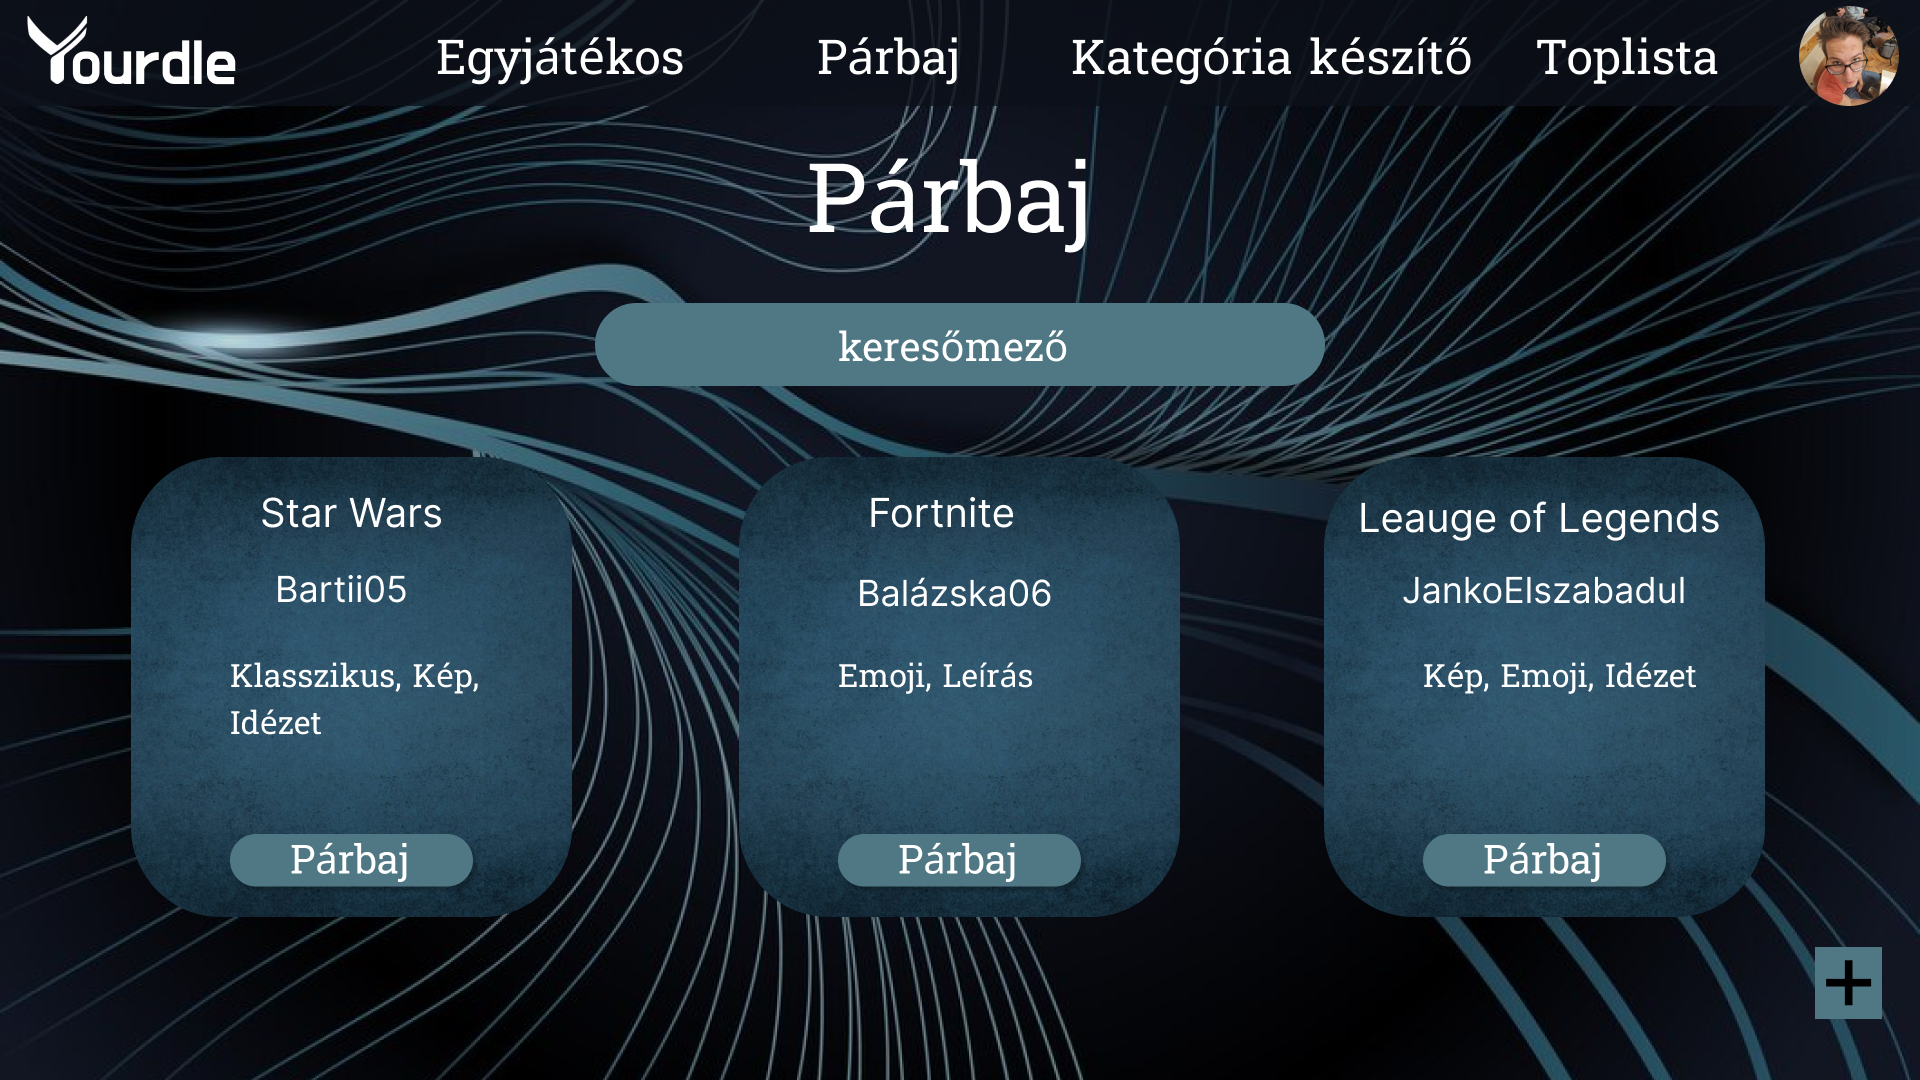 Yourdle
Egyjátékos
Párbaj
Kategória készítő
Toplista
Párbaj
keresőmező
Star Wars
Bartii05
Klasszikus, Kép,
Idézet
Párbaj
Fortnite
Balázska06
Emoji, Leírás
Párbaj
Leauge of Legends
JankoElszabadul
Kép, Emoji, Idézet
Párbaj
+